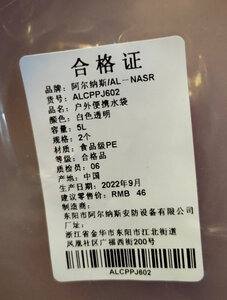 合格证
品牌：阿尔纳斯/AL－NASR
货号：ALCPPJ602
品名：户外便携水袋
颜色：白色透明
容量：5L
规格：2个
材质：食品级PE
等级：合格品
质检员：06
产地：中国
生产日期：2022年9月
建议零售价：RMB 46
制造商：
东阳市阿尔纳斯安防设备有限公司
厂址：
浙江省金华市东阳市江北街道
凤凰社区广福西街200号
ALCPPJ602